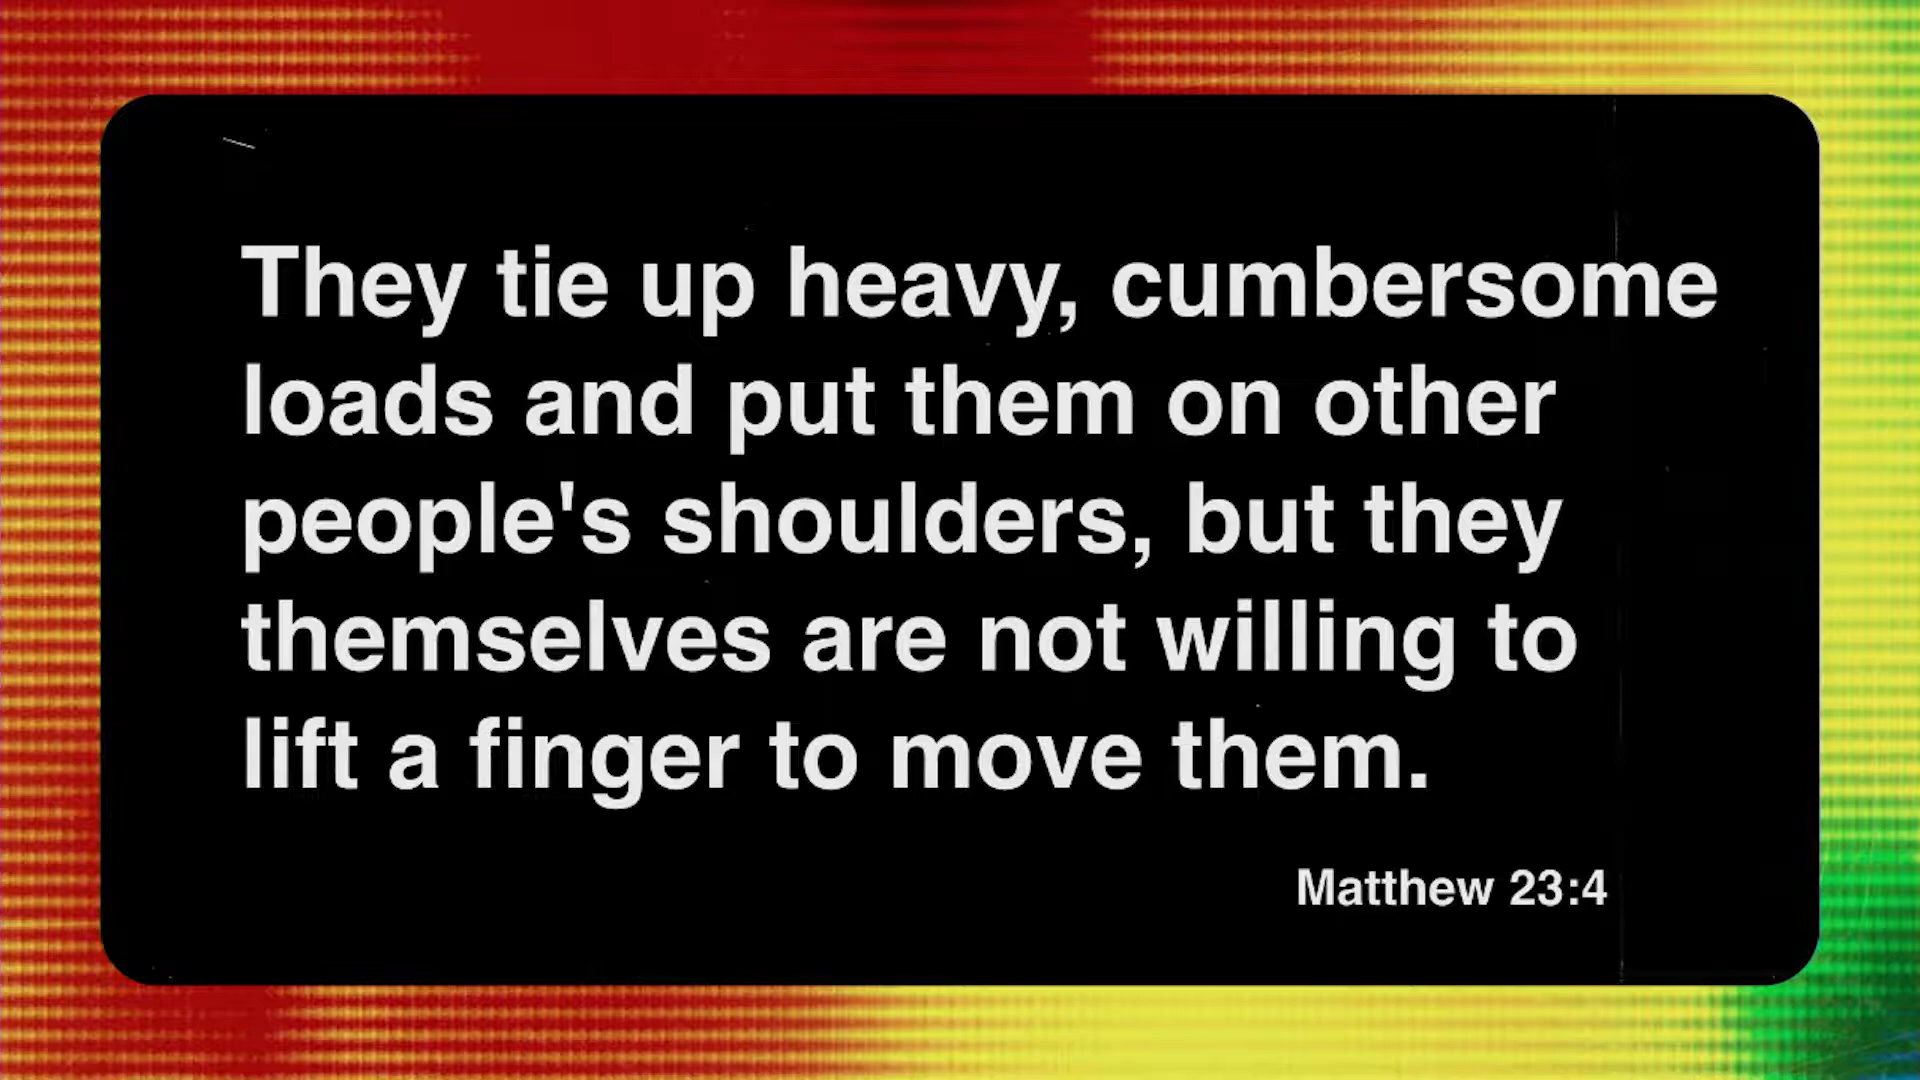 They tie up heavy, cumbersome
loads and put them on other
people's shoulders, but they
themselves are not willing to
lift a finger to move them.
Matthew 23:4